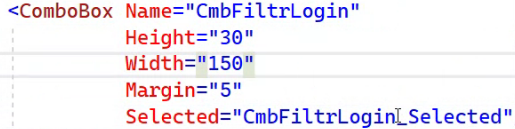 <ComboBox Name="CmbFiltrLogin"
Height="30"
Width="150"
Margin="5"
Selected="CmbFiltrLogin_Selected"